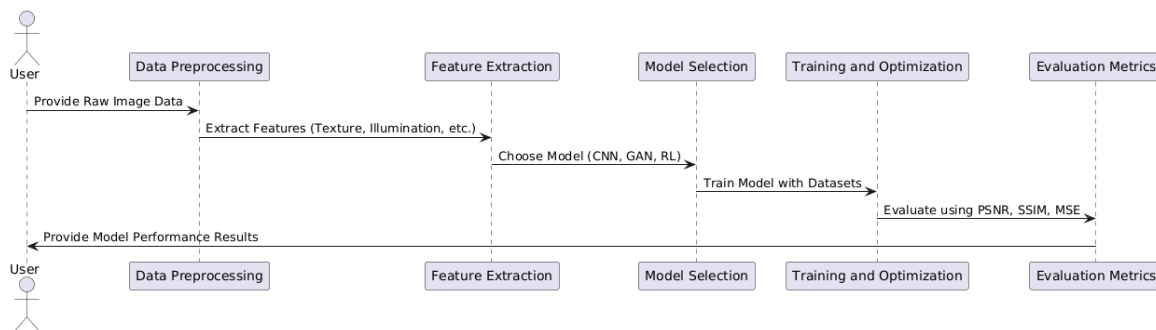 User
Data Preprocessing
Feature Extraction
Model Selection
Training and Optimization
Evaluation Metrics
Provide Raw Image Data
Extract Features (Texture, Illumination, etc.)
Choose Model (CNN, GAN, RL)
Train Model with Datasets
Evaluate using PSNR, SSIM, MSE
Provide Model Performance Results
User
Data Preprocessing
Feature Extraction
Model Selection
Training and Optimization
Evaluation Metrics